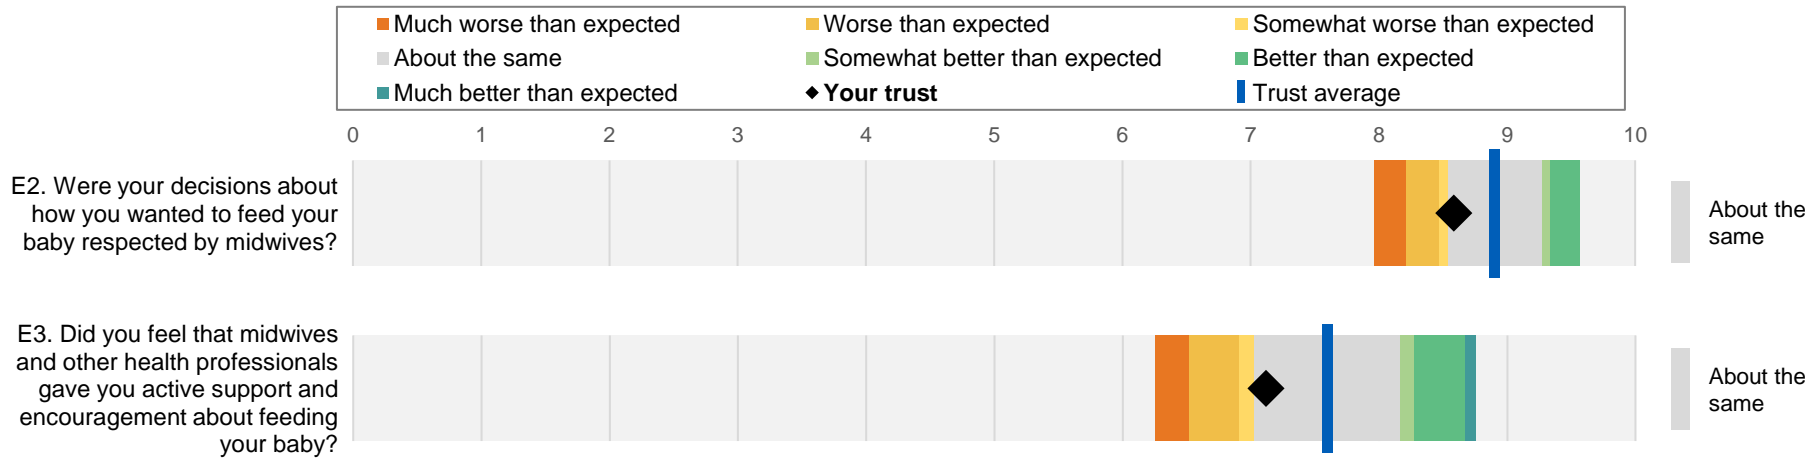 Much worse than expected
Worse than expected
Somewhat worse than expected
About the same
Somewhat better than expected
Better than expected
Much better than expected
Your trust
Trust average
0 1 2 3 4 5 6 7 8 9 10
E2. Were your decisions about
how you wanted to feed your
baby respected by midwives?
About the
same
E3. Did you feel that midwives
and other health professionals
gave you active support and
encouragement about feeding
your baby?
About the
same